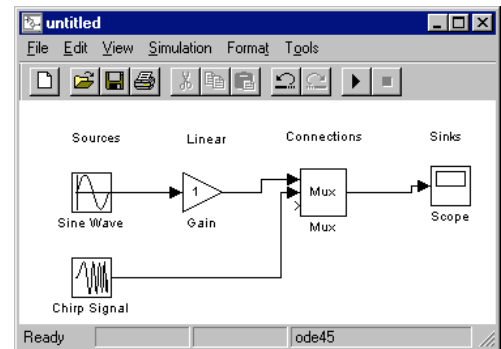 untitled
File Edit View Simulation Format Tools
Sources Linear Connections Sinks
1 Mux
Sine Wave Gain Mux Scope
Chirp Signal
Ready ode45